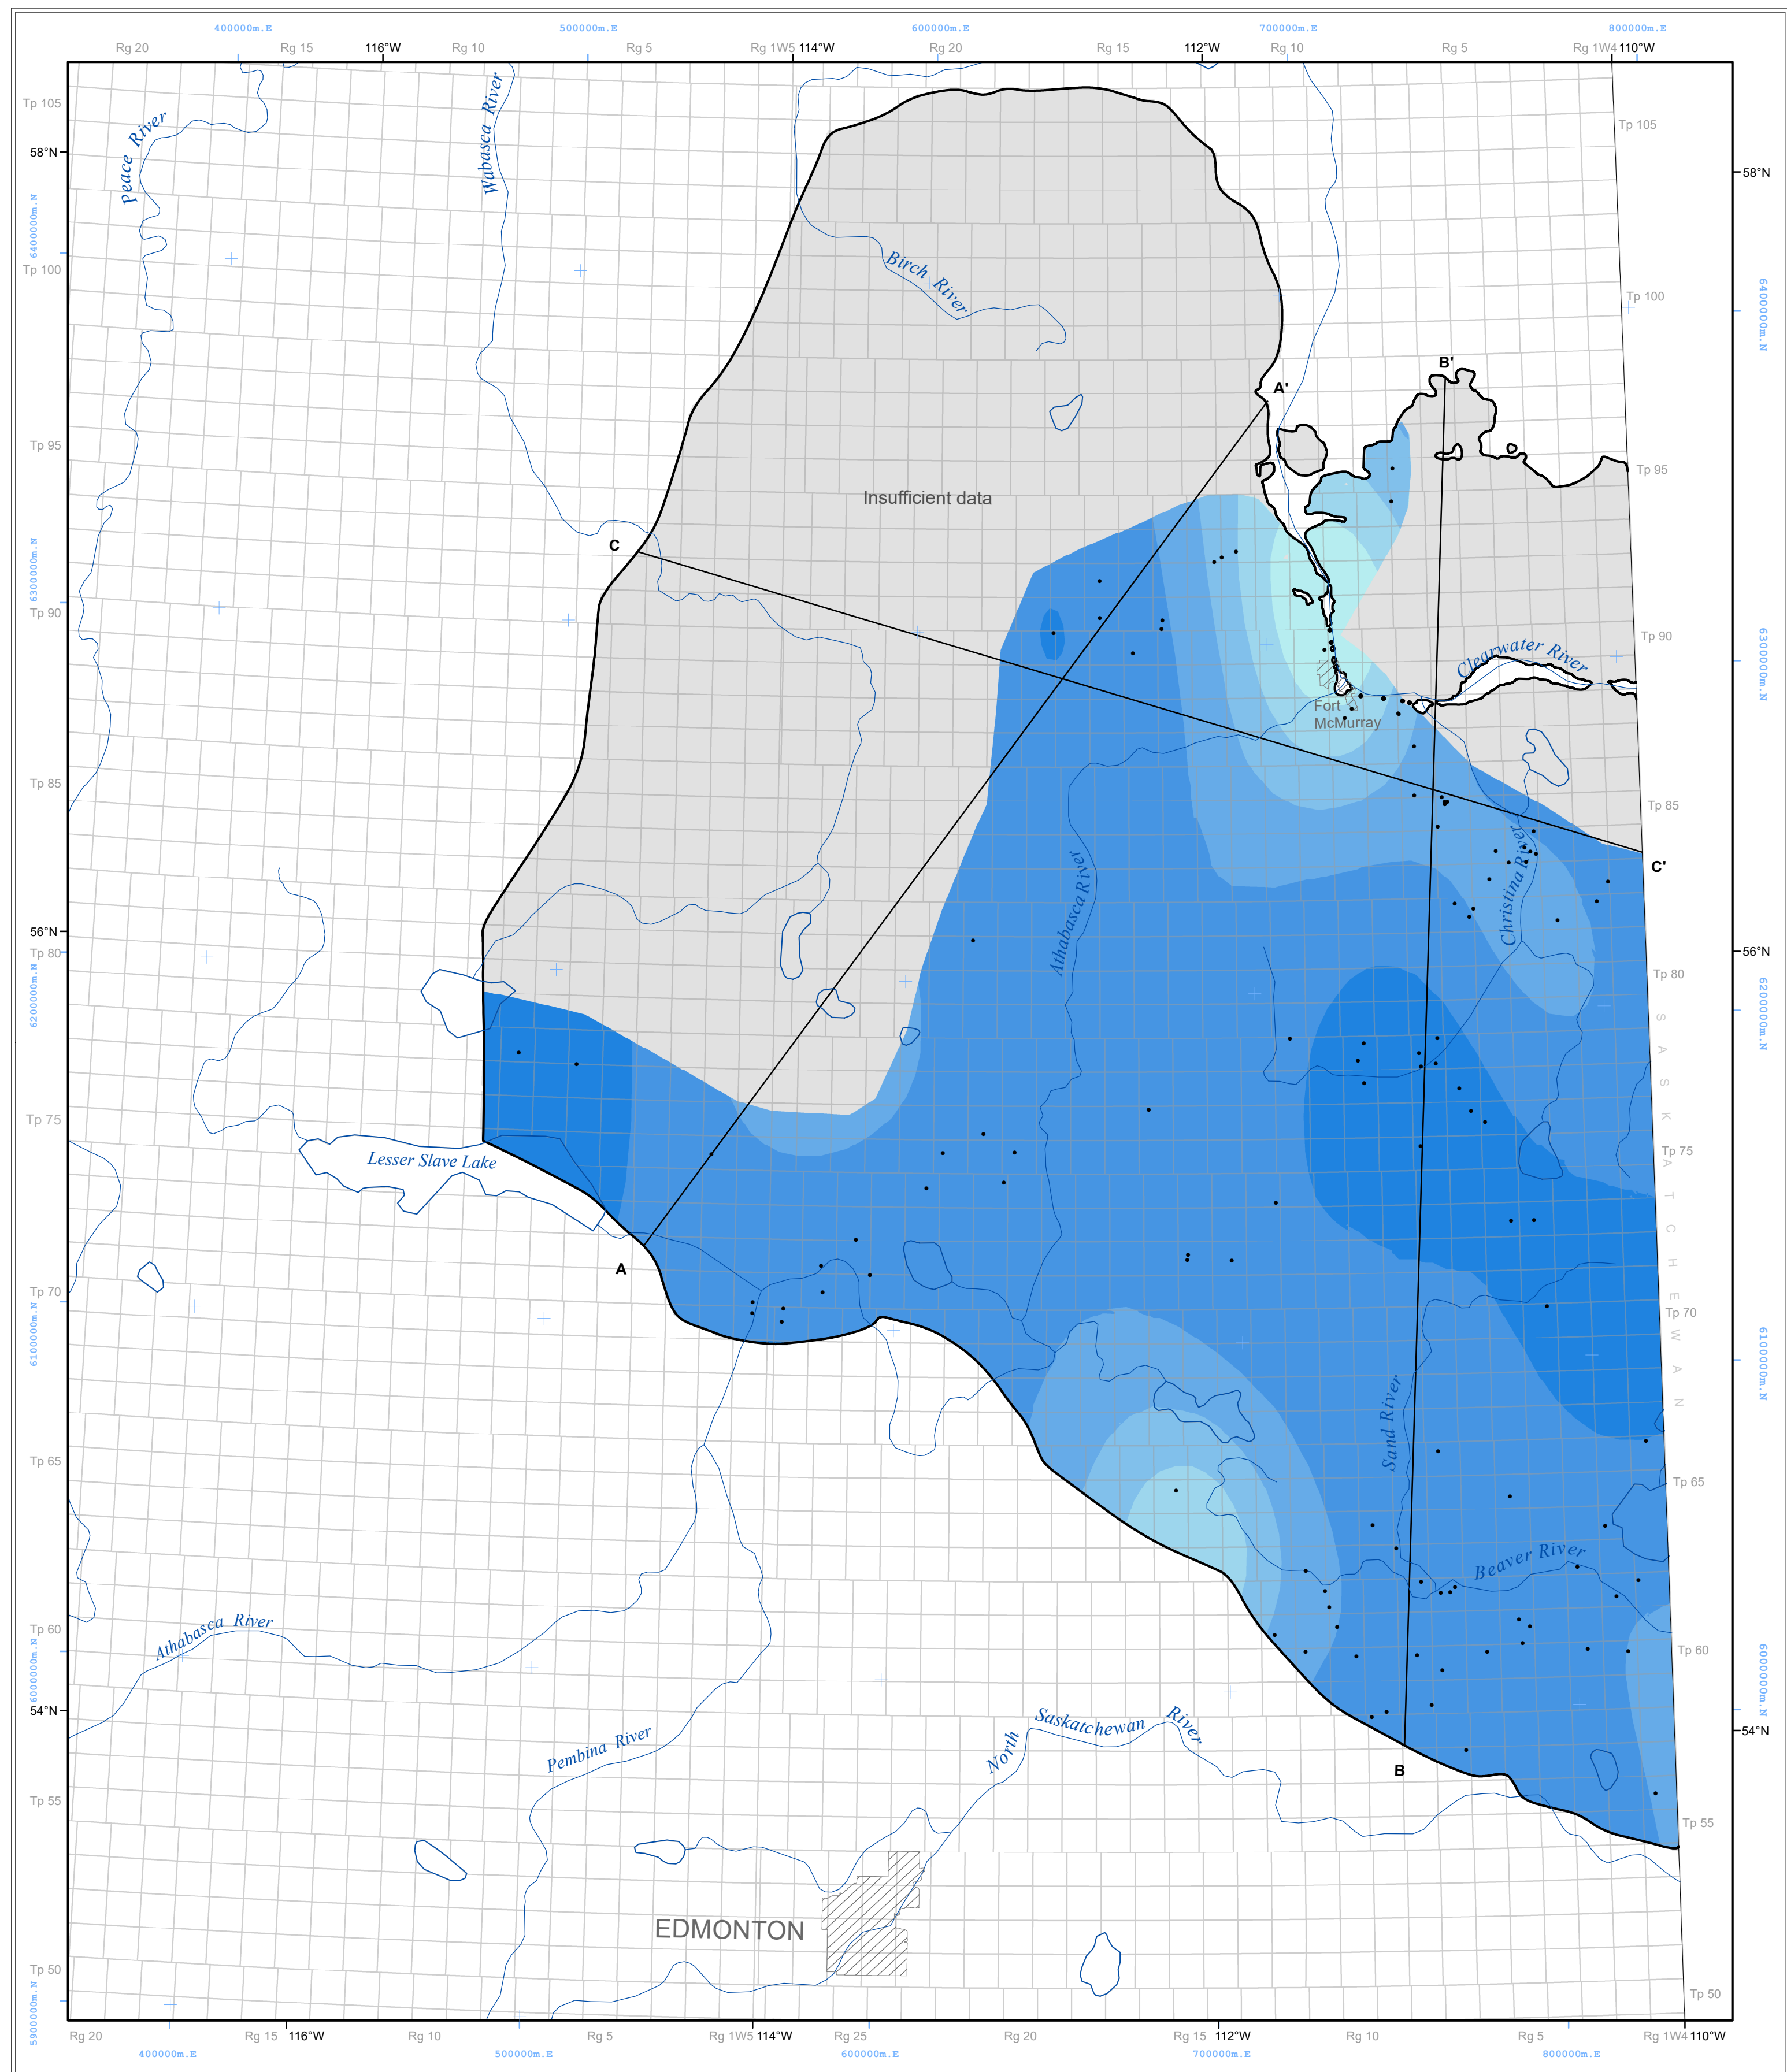 400000m.E 500000m.E 600000m.E 700000m.E 800000m.E
Rg 20 Rg 15 116°W Rg 10 Rg 5 Rg 1W5 114°W Rg 20 Rg 15 112°W Rg 10 Rg 5 Rg 1W4 110°W
Tp 105
Tp 105
58°N
58°N
Peace River
Wabasca River
6400000m.N
Tp 100
Birch River
Tp 100
6400000m.N
B'
A'
Tp 95
Tp 95
Insufficient data
C
6300000m.N
Tp 90
Tp 90
6300000m.N
Clearwater River
Fort
McMurray
Tp 85
Tp 85
C'
Christina River
Athabasca River
56°N
56°N
Tp 80
Tp 80
6200000m.N
6200000m.N
SASKATCHEWAN
Tp 75
Tp 75
Lesser Slave Lake
A
Tp 70
Tp 70
6100000m.N
6100000m.N
Sand River
Tp 65
Tp 65
Beaver River
Athabasca River
Tp 60
Tp 60
6000000m.N
6000000m.N
54°N
54°N
Pembina River
North Saskatchewan River
B
Tp 55
Tp 55
EDMONTON
Tp 50
Tp 50
5900000m.N
Rg 20 Rg 15 116°W Rg 10 Rg 5 Rg 1W5 114°W Rg 25 Rg 20 Rg 15 112°W Rg 10 Rg 5 Rg 1W4 110°W
400000m.E 500000m.E 600000m.E 700000m.E 800000m.E